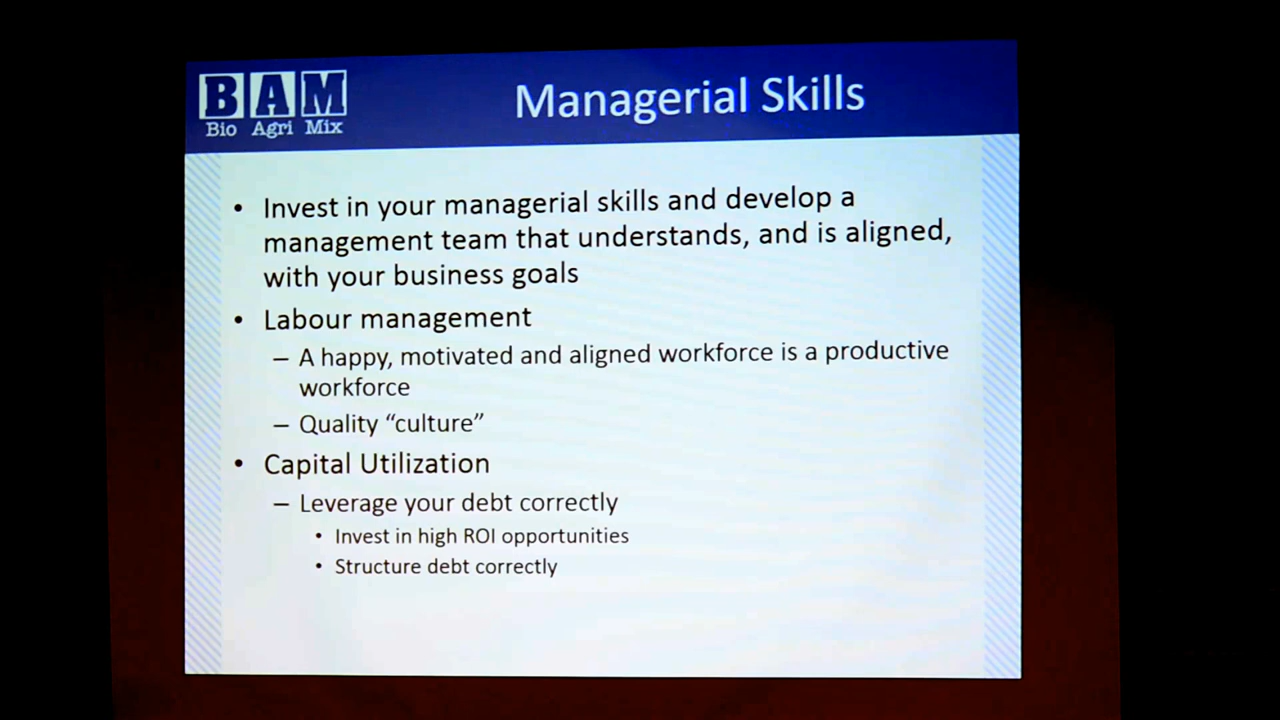 BAM
Bio Agri Mix
Managerial Skills
• Invest in your managerial skills and develop a
management team that understands, and is aligned,
with your business goals
• Labour management
– A happy, motivated and aligned workforce is a productive
workforce
– Quality “culture”
• Capital Utilization
– Leverage your debt correctly
• Invest in high ROI opportunities
• Structure debt correctly